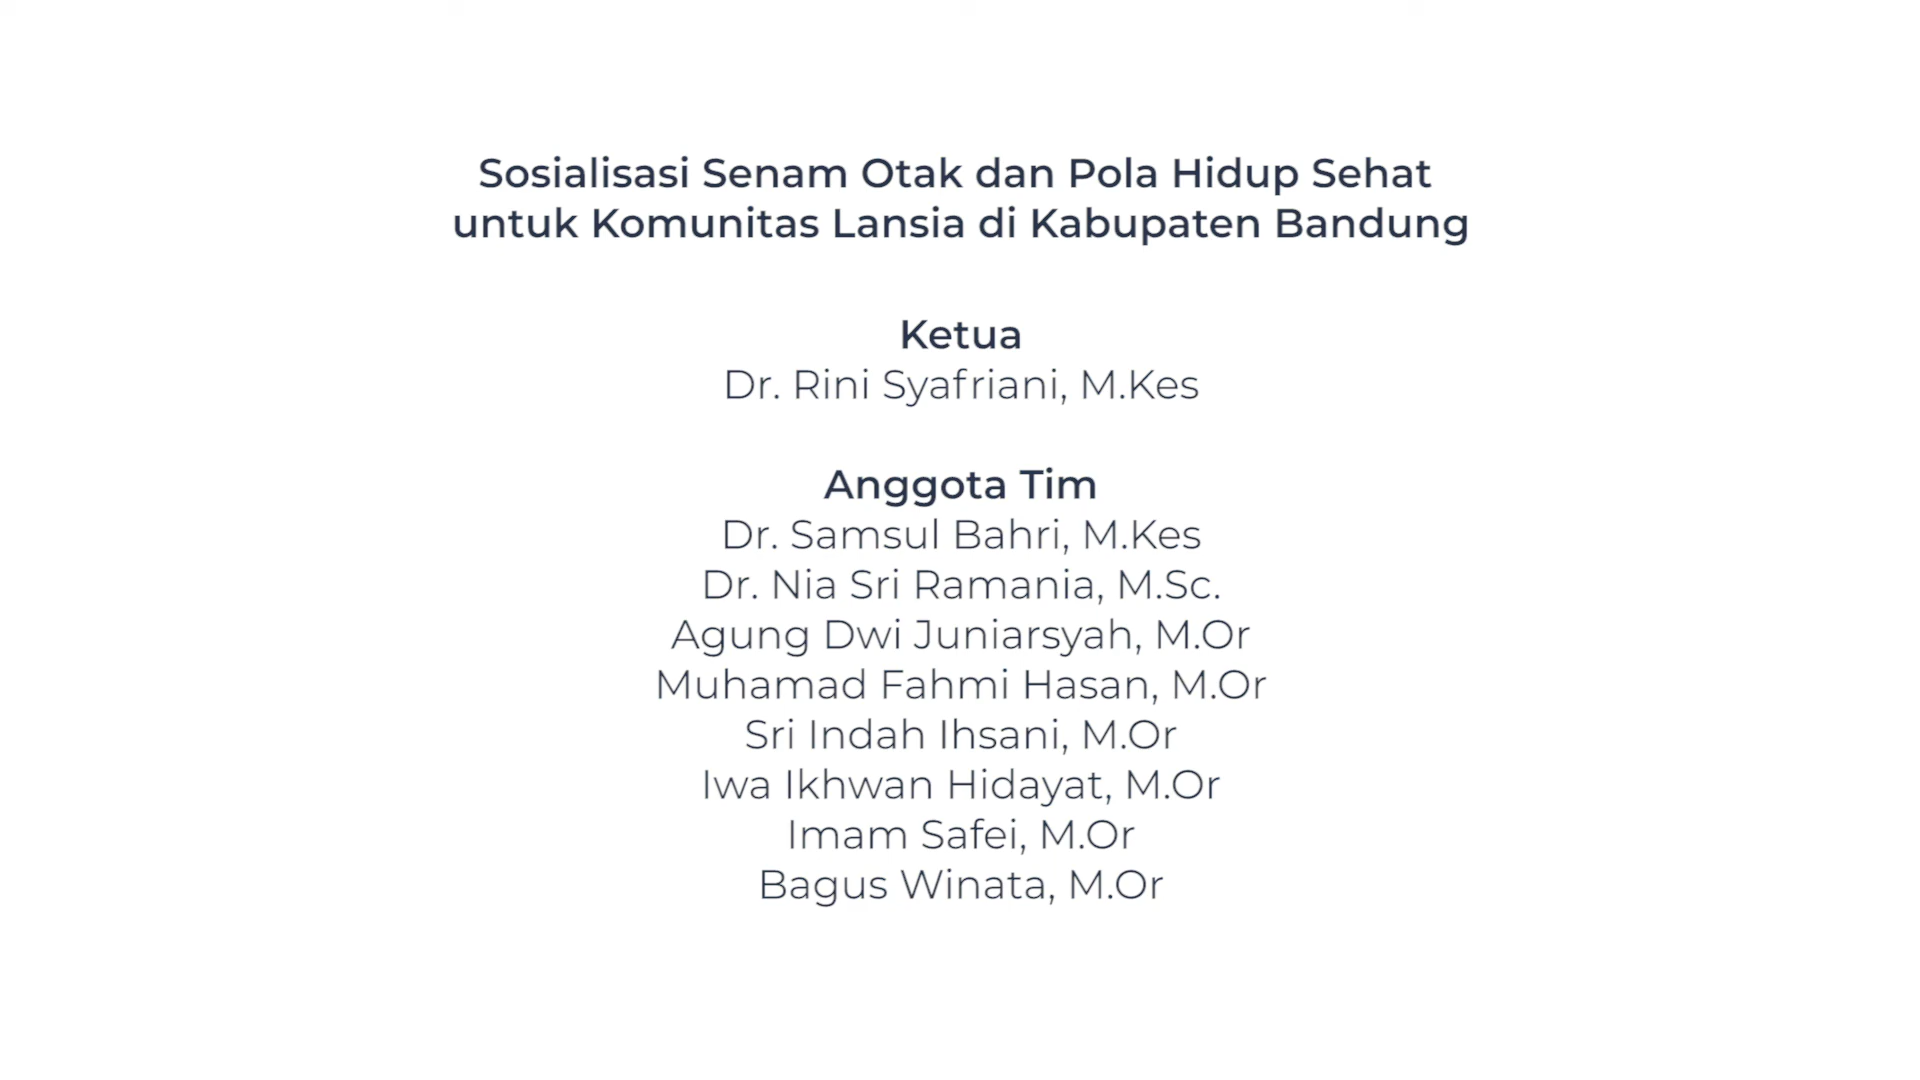 Sosialisasi Senam Otak dan Pola Hidup Sehat
untuk Komunitas Lansia di Kabupaten Bandung
Ketua
Dr. Rini Syafriani, M.Kes
Anggota Tim
Dr. Samsul Bahri, M.Kes
Dr. Nia Sri Ramania, M.Sc.
Agung Dwi Juniarsyah, M.Or
Muhamad Fahmi Hasan, M.Or
Sri Indah Ihsani, M.Or
Iwa Ikhwan Hidayat, M.Or
Imam Safei, M.Or
Bagus Winata, M.Or